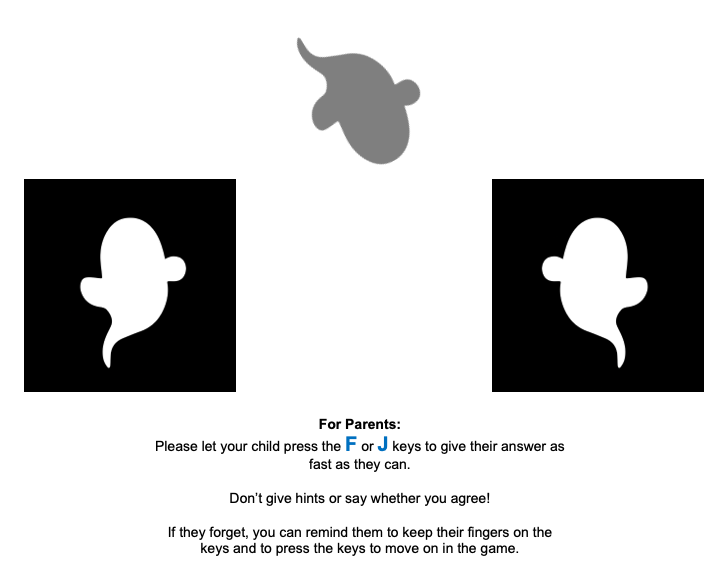 For Parents:
Please let your child press the F or J keys to give their answer as
fast as they can.
Don’t give hints or say whether you agree!
If they forget, you can remind them to keep their fingers on the
keys and to press the keys to move on in the game.